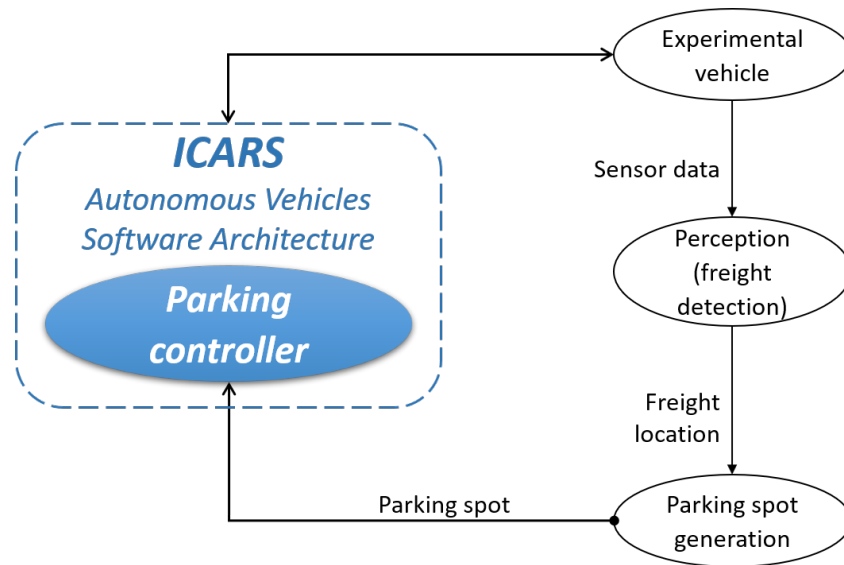 Experimental
vehicle
ICARS
Autonomous Vehicles
Software Architecture
Sensor data
Parking
controller
Perception
(freight
detection)
Freight
location
Parking spot
Parking spot
generation